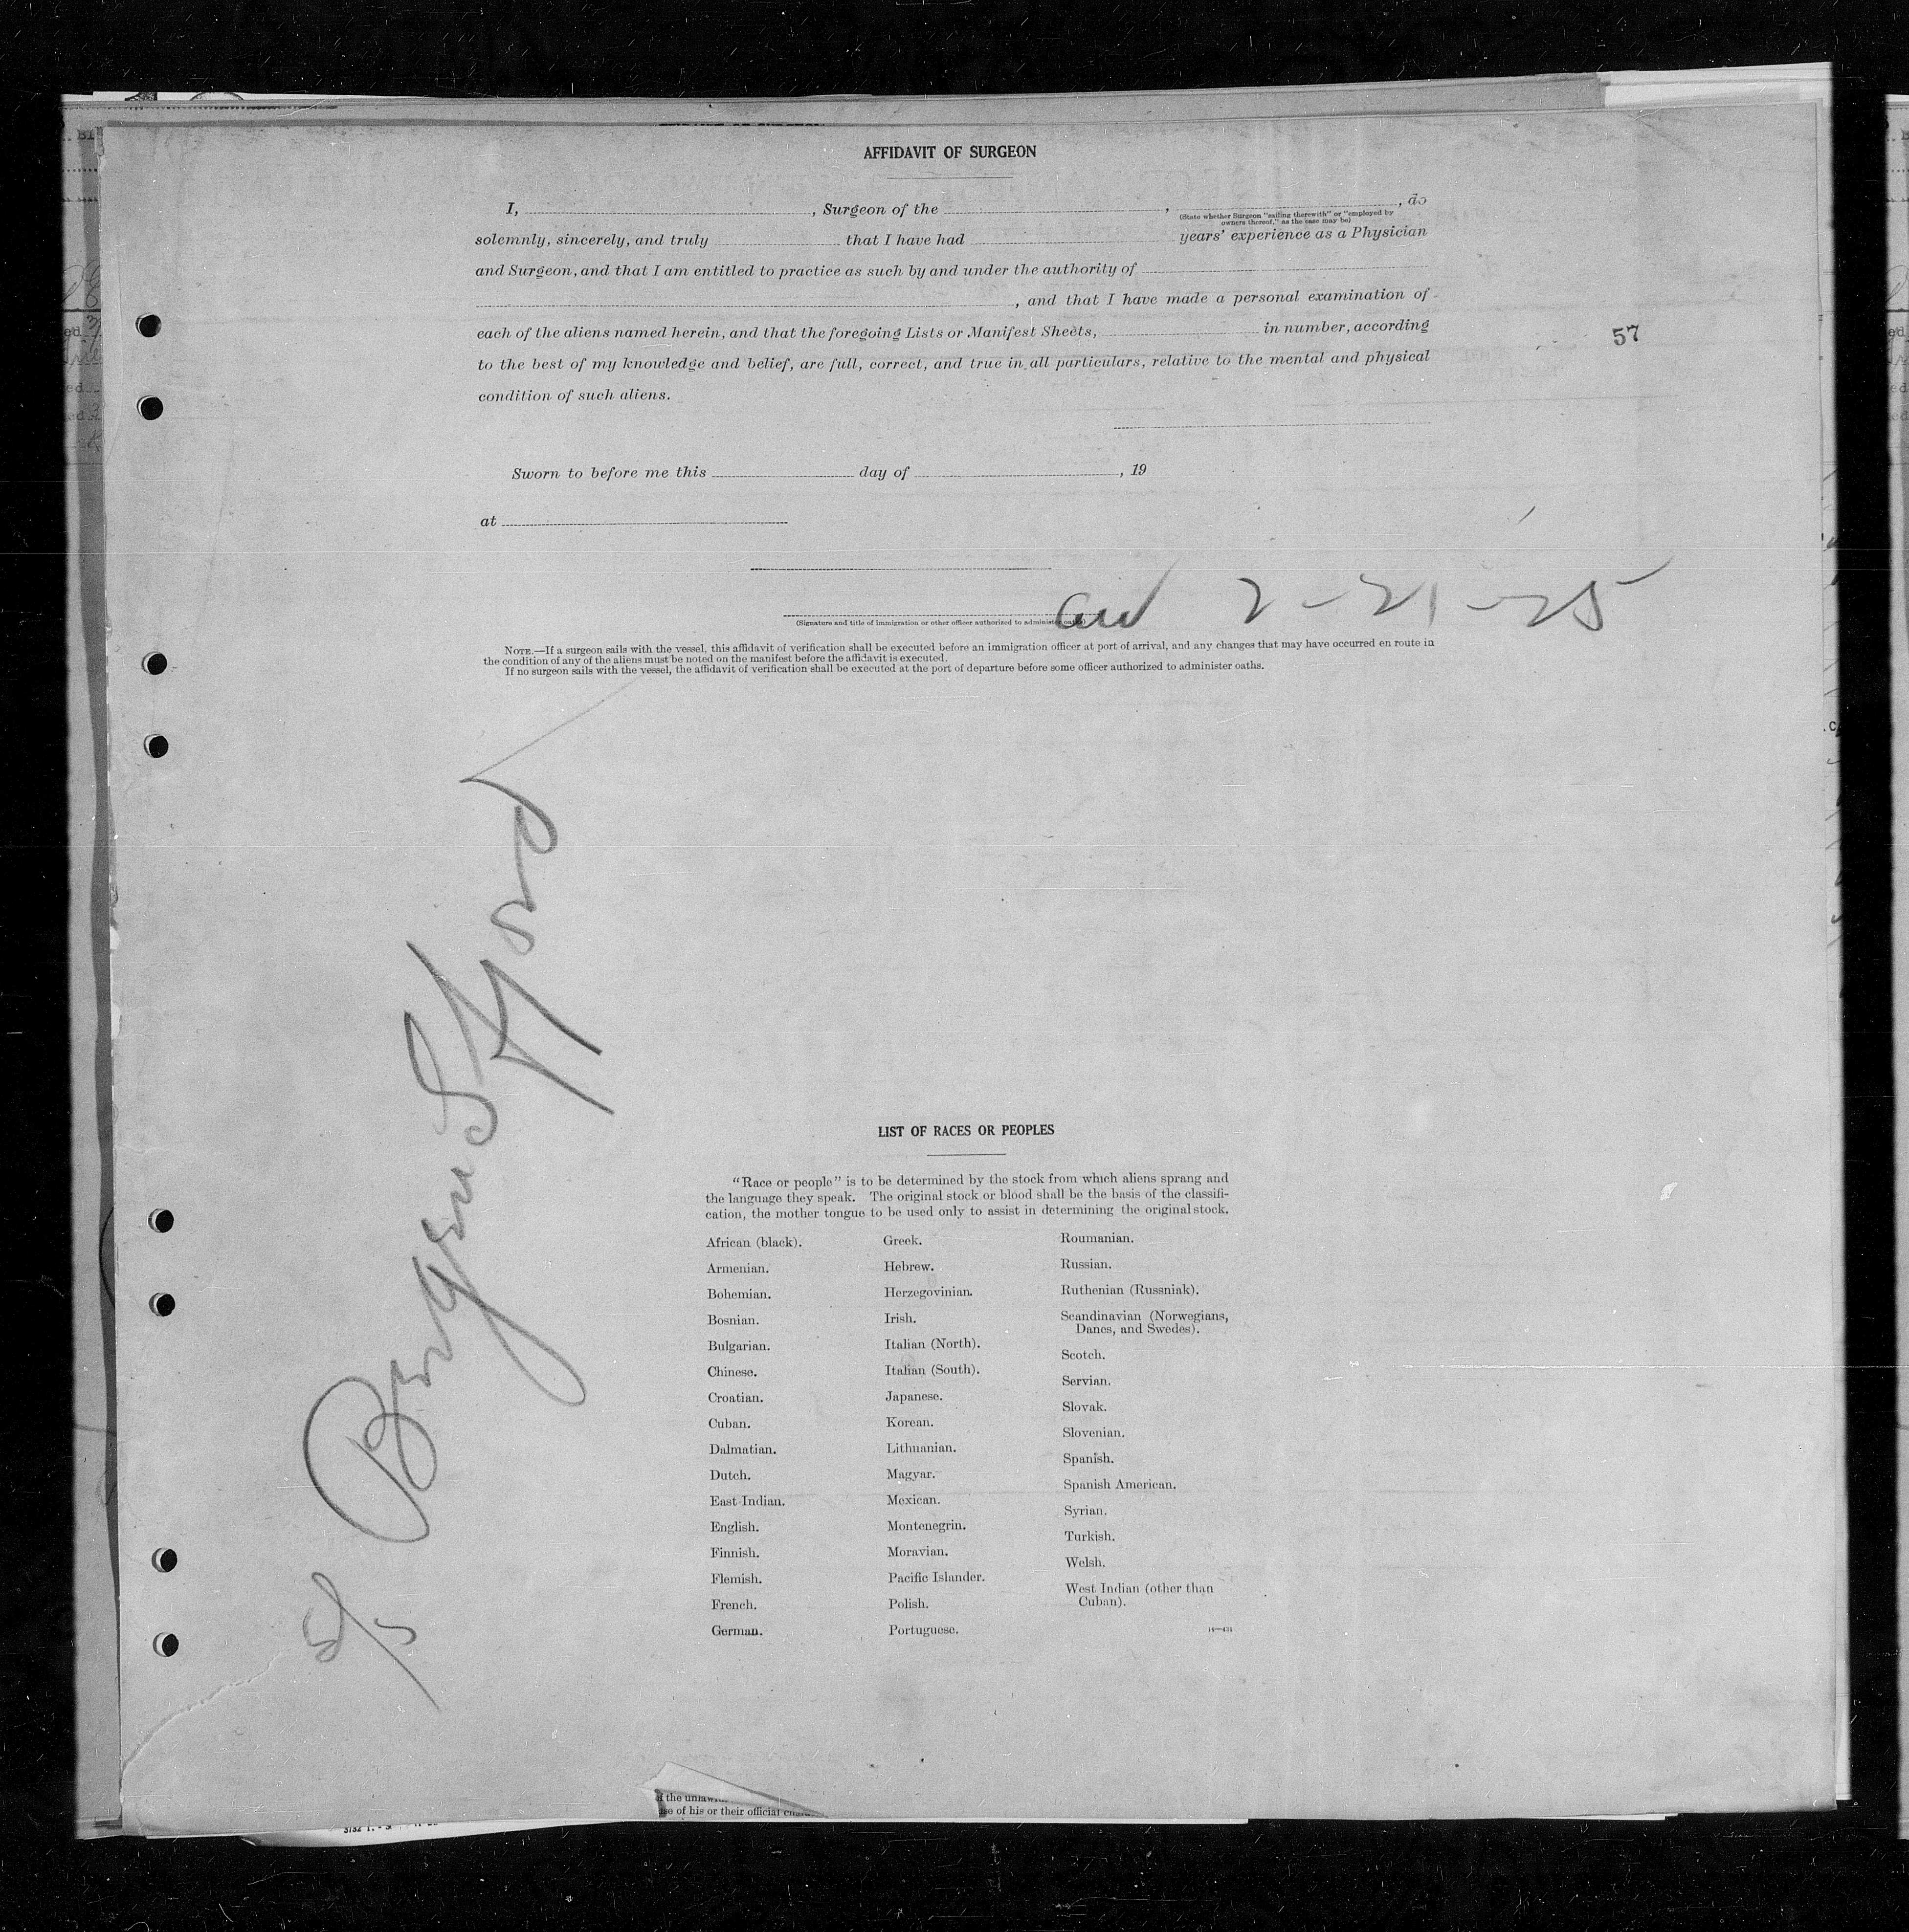 AFFIDAVIT OF SURGEON
I, , Surgeon of the , , do
(State whether Surgeon "sailing therewith" or "employed by
owners thereof," as the case may be)
solemnly, sincerely, and truly that I have had years' experience as a Physician
and Surgeon, and that I am entitled to practice as such by and under the authority of
, and that I have made a personal examination of
each of the aliens named herein, and that the foregoing Lists or Manifest Sheets, in number, according
57
to the best of my knowledge and belief, are full, correct, and true in all particulars, relative to the mental and physical
condition of such aliens.
Sworn to before me this day of , 19
at
2-21-25
(Signature and title of immigration or other officer authorized to administer oaths)
NOTE.—If a surgeon sails with the vessel, this affidavit of verification shall be executed before an immigration officer at port of arrival, and any changes that may have occurred en route in
the condition of any of the aliens must be noted on the manifest before the affidavit is executed.
If no surgeon sails with the vessel, the affidavit of verification shall be executed at the port of departure before some officer authorized to administer oaths.
S/S BergensFjord
LIST OF RACES OR PEOPLES
"Race or people" is to be determined by the stock from which aliens sprang and
the language they speak. The original stock or blood shall be the basis of the classifi-
cation, the mother tongue to be used only to assist in determining the original stock.
African (black).
Armenian.
Bohemian.
Bosnian.
Bulgarian.
Chinese.
Croatian.
Cuban.
Dalmatian.
Dutch.
East Indian.
English.
Finnish.
Flemish.
French.
German.
Greek.
Hebrew.
Herzegovinian.
Irish.
Italian (North).
Italian (South).
Japanese.
Korean.
Lithuanian.
Magyar.
Mexican.
Montenegrin.
Moravian.
Pacific Islander.
Polish.
Portuguese.
Roumanian.
Russian.
Ruthenian (Russniak).
Scandinavian (Norwegians,
Danes, and Swedes).
Scotch.
Servian.
Slovak.
Slovenian.
Spanish.
Spanish American.
Syrian.
Turkish.
Welsh.
West Indian (other than
Cuban).
14—431
the
of his or their official